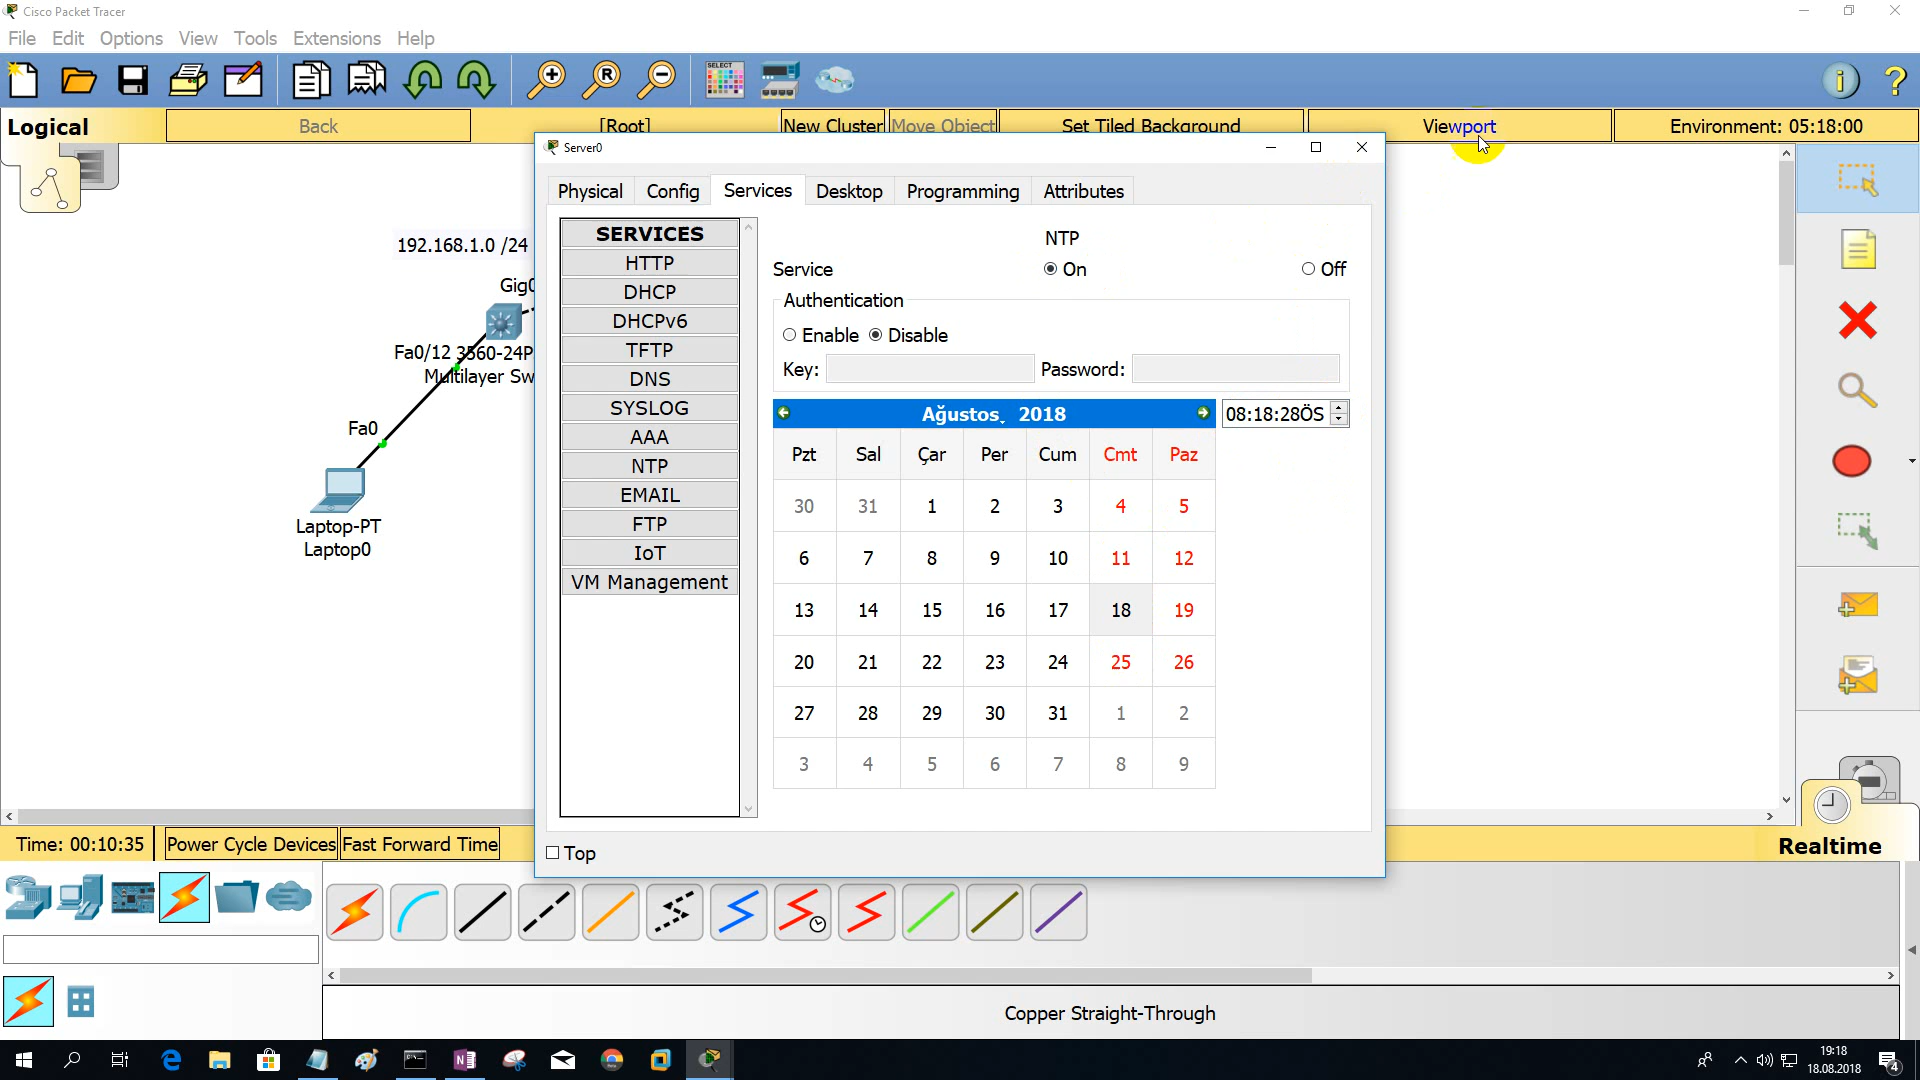 Cisco Packet Tracer
File Edit Options View Tools Extensions Help
SELECT
Logical
Back
[Root]
New Cluster
Move Object
Set Tiled Background
Viewport
Environment: 05:18:00
Server0
Physical Config Services Desktop Programming Attributes
192.168.1.0 /24
Gig0
Fa0/12 3560-24P
Multilayer Sw
Fa0
Laptop-PT
Laptop0
SERVICES
HTTP
DHCP
DHCPv6
TFTP
DNS
SYSLOG
AAA
NTP
EMAIL
FTP
IoT
VM Management
NTP
Service On Off
Authentication
Enable Disable
Key: Password:
Ağustos, 2018
08:18:28ÖS
Pzt Sal Çar Per Cum Cmt Paz
30 31 1 2 3 4 5
6 7 8 9 10 11 12
13 14 15 16 17 18 19
20 21 22 23 24 25 26
27 28 29 30 31 1 2
3 4 5 6 7 8 9
Top
Time: 00:10:35
Power Cycle Devices
Fast Forward Time
Realtime
Copper Straight-Through
19:18
18.08.2018
4